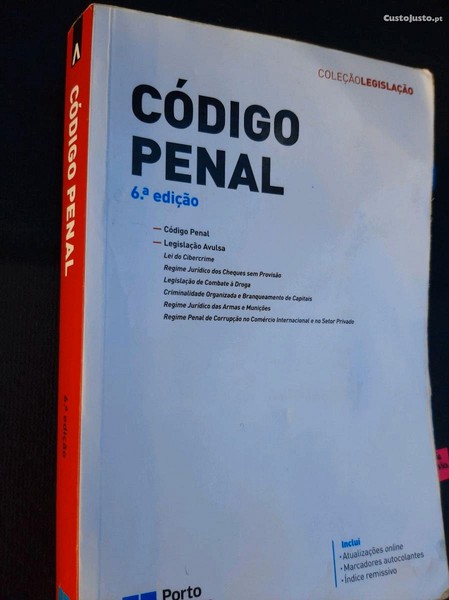 CustoJusto.pt
COLEÇÃOLEGISLAÇÃO
CÓDIGO
PENAL
6.ª edição
— Código Penal
— Legislação Avulsa
Lei do Cibercrime
Regime Jurídico dos Cheques sem Provisão
Legislação de Combate à Droga
Criminalidade Organizada e Branqueamento de Capitais
Regime Jurídico das Armas e Munições
Regime Penal de Corrupção no Comércio Internacional e no Setor Privado
Inclui
• Atualizações online
• Marcadores autocolantes
• Índice remissivo
Porto
CÓDIGO PENAL
6.ª edição